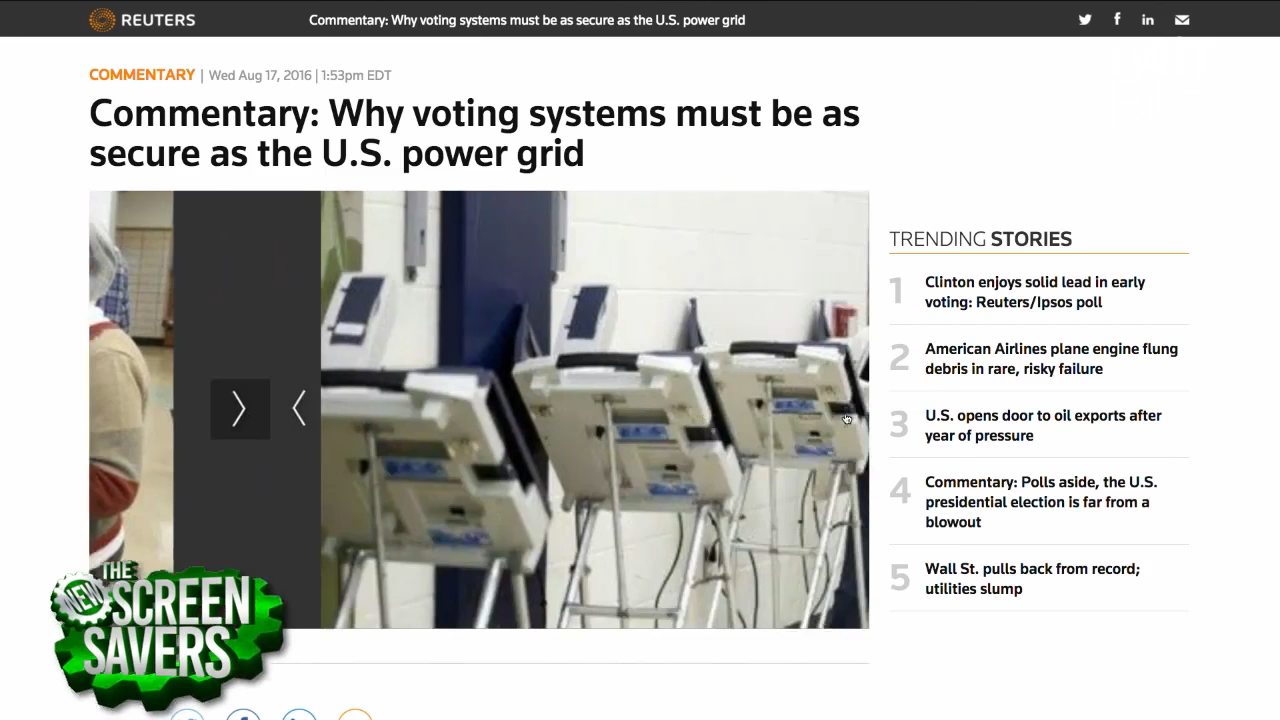 REUTERS
Commentary: Why voting systems must be as secure as the U.S. power grid
COMMENTARY | Wed Aug 17, 2016 | 1:53pm EDT
Commentary: Why voting systems must be as
secure as the U.S. power grid
TRENDING STORIES
1
Clinton enjoys solid lead in early
voting: Reuters/Ipsos poll
2
American Airlines plane engine flung
debris in rare, risky failure
3
U.S. opens door to oil exports after
year of pressure
4
Commentary: Polls aside, the U.S.
presidential election is far from a
blowout
5
Wall St. pulls back from record;
utilities slump
THE
NEW SCREEN
SAVERS